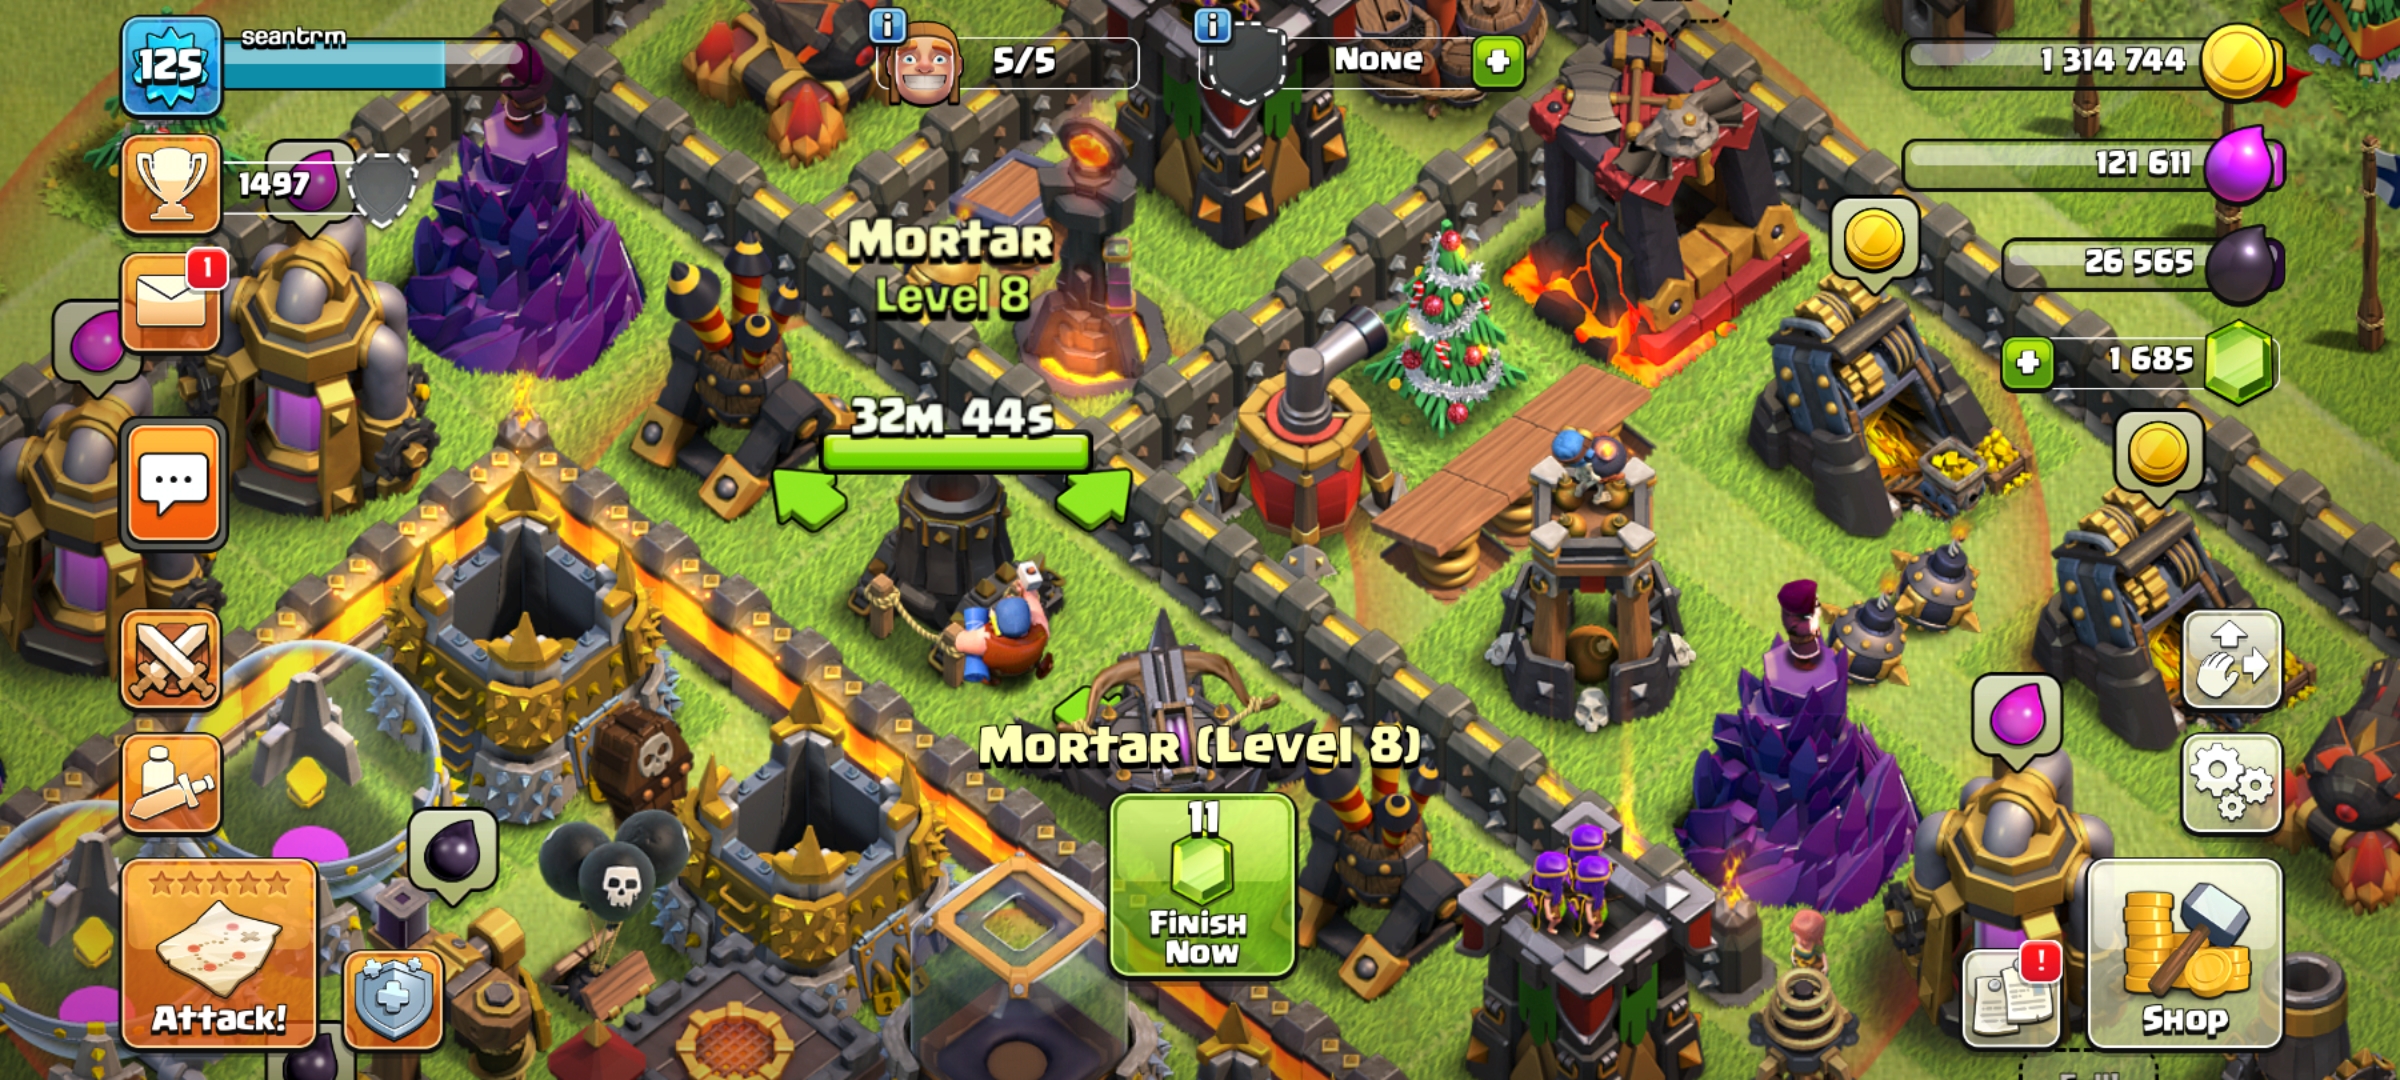 125
seantrm
i
5/5
i
None
+
1 314 744
1497
121 611
1
26 565
Mortar
Level 8
+
1 685
32M 44s
Mortar (Level 8)
11
Finish
Now
Attack!
!
Shop